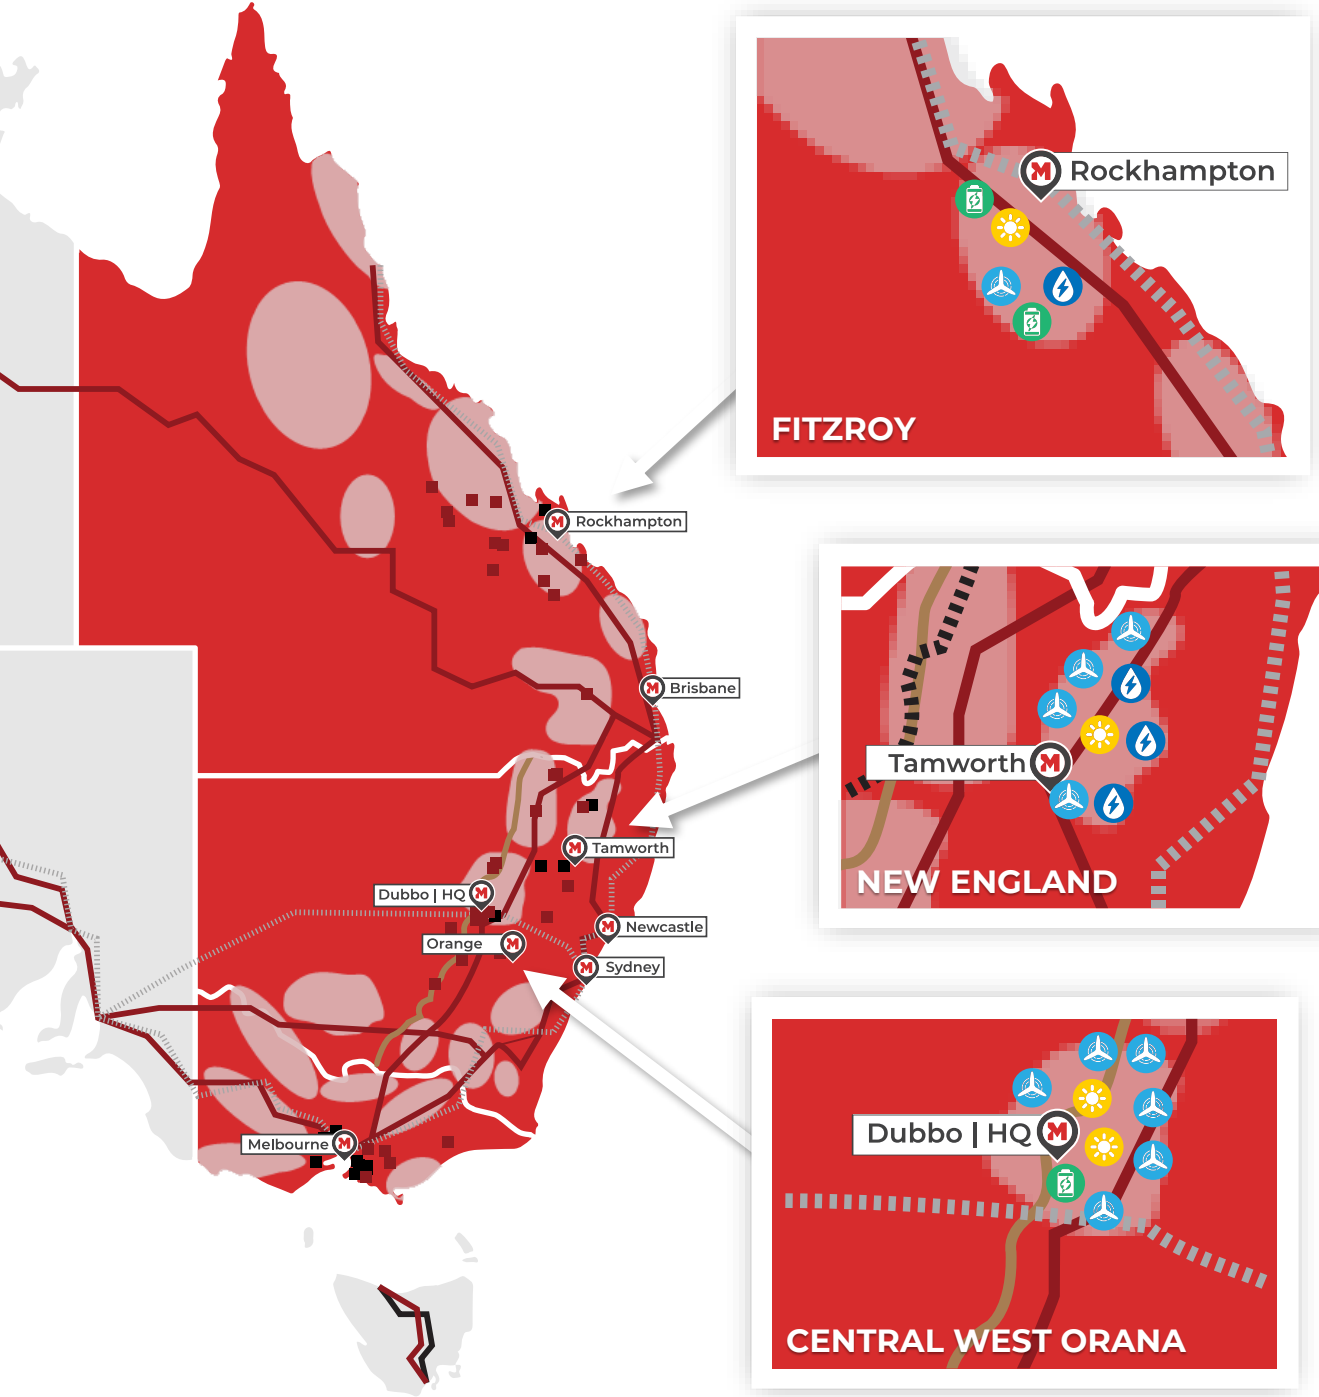 Rockhampton
FITZROY
Rockhampton
Brisbane
Tamworth
NEW ENGLAND
Tamworth
Dubbo | HQ
Newcastle
Orange
Sydney
Dubbo | HQ
CENTRAL WEST ORANA
Melbourne